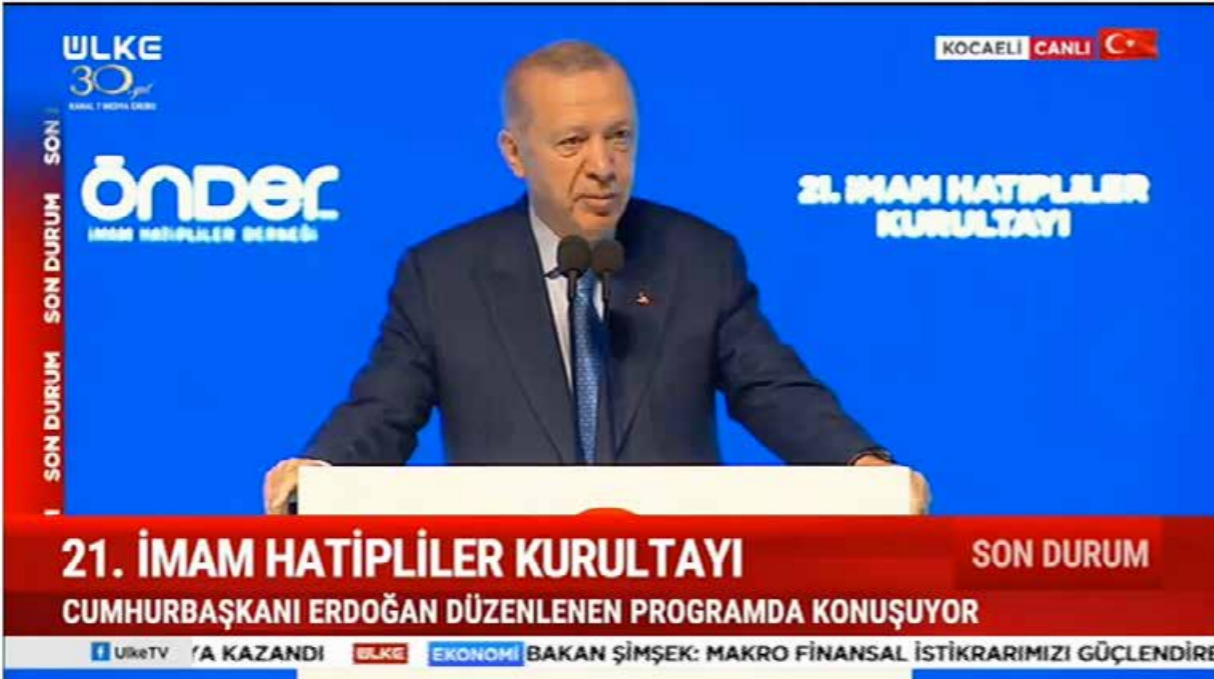 ÜLKE
30.yıl
KANAL 7 MEDYA GRUBU
KOCAELİ CANLI
SON DURUM SON DURUM SON
ÖNDER
İMAM HATİPLİLER DERNEĞİ
21. İMAM HATİPLİLER
KURULTAYI
21. İMAM HATİPLİLER KURULTAYI
SON DURUM
CUMHURBAŞKANI ERDOĞAN DÜZENLENEN PROGRAMDA KONUŞUYOR
UlkeTV YA KAZANDI ÜLKE EKONOMİ BAKAN ŞİMŞEK: MAKRO FİNANSAL İSTİKRARIMIZI GÜÇLENDİRE